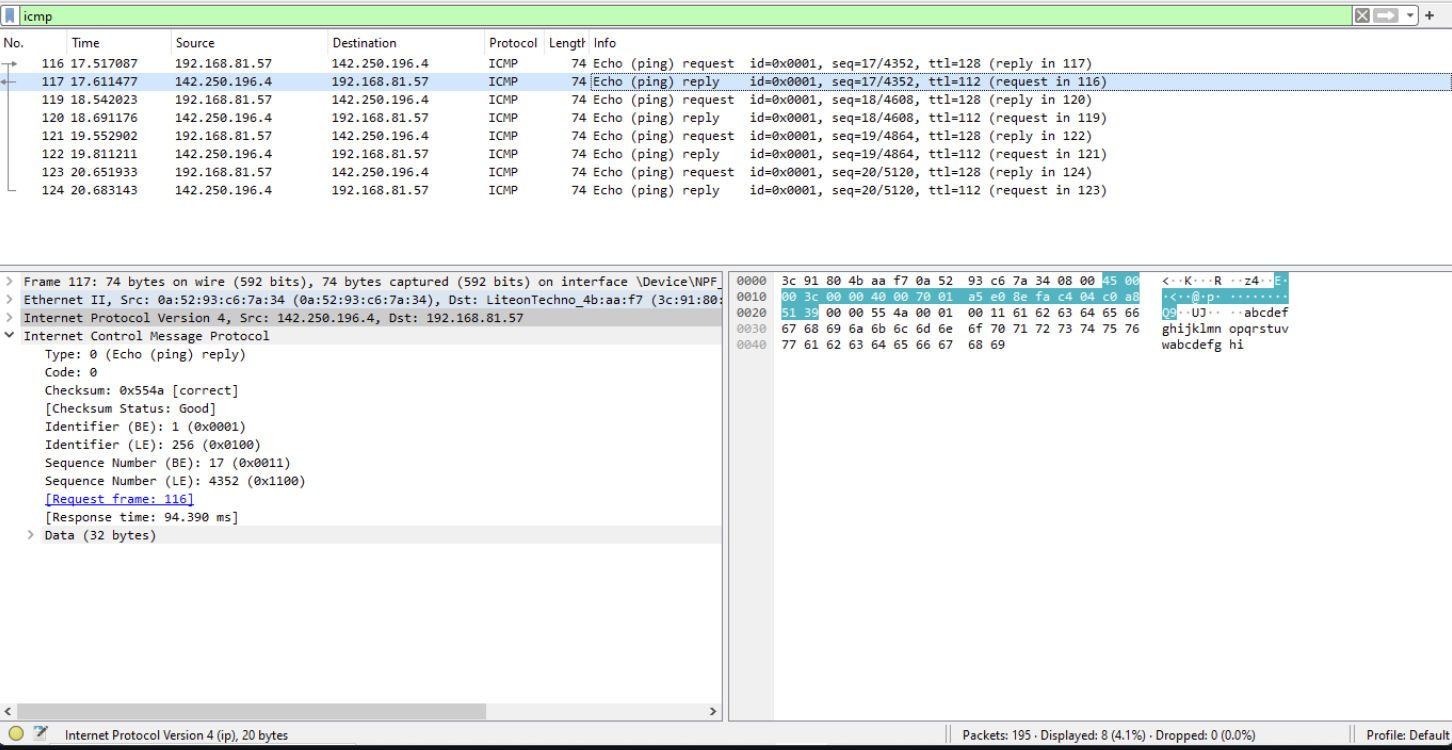 icmp
No. Time Source Destination Protocol Length Info
116 17.517087 192.168.81.57 142.250.196.4 ICMP 74 Echo (ping) request id=0x0001, seq=17/4352, ttl=128 (reply in 117)
117 17.611477 142.250.196.4 192.168.81.57 ICMP 74 Echo (ping) reply id=0x0001, seq=17/4352, ttl=112 (request in 116)
119 18.542023 192.168.81.57 142.250.196.4 ICMP 74 Echo (ping) request id=0x0001, seq=18/4608, ttl=128 (reply in 120)
120 18.691176 142.250.196.4 192.168.81.57 ICMP 74 Echo (ping) reply id=0x0001, seq=18/4608, ttl=112 (request in 119)
121 19.552902 192.168.81.57 142.250.196.4 ICMP 74 Echo (ping) request id=0x0001, seq=19/4864, ttl=128 (reply in 122)
122 19.811211 142.250.196.4 192.168.81.57 ICMP 74 Echo (ping) reply id=0x0001, seq=19/4864, ttl=112 (request in 121)
123 20.651933 192.168.81.57 142.250.196.4 ICMP 74 Echo (ping) request id=0x0001, seq=20/5120, ttl=128 (reply in 124)
124 20.683143 142.250.196.4 192.168.81.57 ICMP 74 Echo (ping) reply id=0x0001, seq=20/5120, ttl=112 (request in 123)
Frame 117: 74 bytes on wire (592 bits), 74 bytes captured (592 bits) on interface \Device\NPF_
Ethernet II, Src: 0a:52:93:c6:7a:34 (0a:52:93:c6:7a:34), Dst: LiteonTechno_4b:aa:f7 (3c:91:80:
Internet Protocol Version 4, Src: 142.250.196.4, Dst: 192.168.81.57
Internet Control Message Protocol
Type: 0 (Echo (ping) reply)
Code: 0
Checksum: 0x554a [correct]
[Checksum Status: Good]
Identifier (BE): 1 (0x0001)
Identifier (LE): 256 (0x0100)
Sequence Number (BE): 17 (0x0011)
Sequence Number (LE): 4352 (0x1100)
[Request frame: 116]
[Response time: 94.390 ms]
Data (32 bytes)
0000 3c 91 80 4b aa f7 0a 52 93 c6 7a 34 08 00 45 00 <··K···R ··z4··E·
0010 00 3c 00 00 40 00 70 01 a5 e0 8e fa c4 04 c0 a8 ·<··@·p· ········
0020 51 39 00 00 55 4a 00 01 00 11 61 62 63 64 65 66 Q9··UJ·· ··abcdef
0030 67 68 69 6a 6b 6c 6d 6e 6f 70 71 72 73 74 75 76 ghijklmn opqrstuv
0040 77 61 62 63 64 65 66 67 68 69 wabcdefg hi
Internet Protocol Version 4 (ip), 20 bytes Packets: 195 · Displayed: 8 (4.1%) · Dropped: 0 (0.0%) Profile: Default